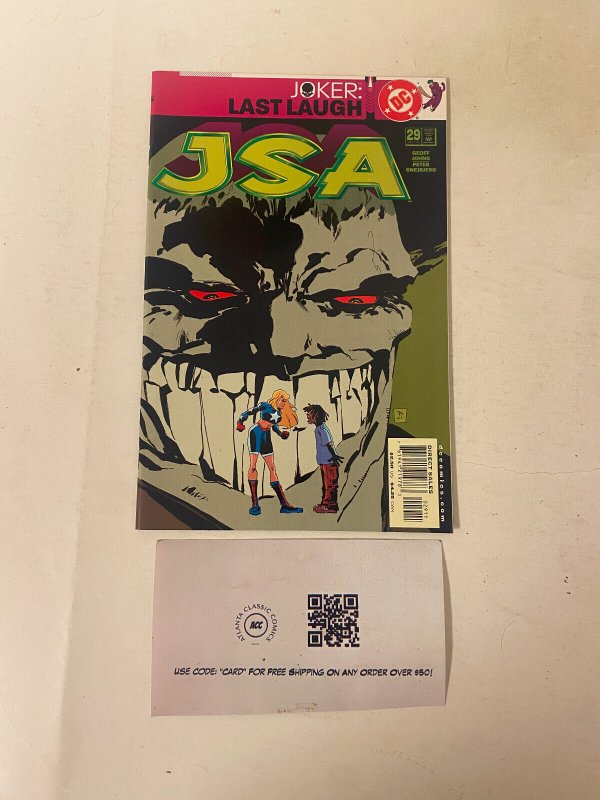 JOKER:
LAST LAUGH
DC
JSA
29
GEOFF
JOHNS
PETER
SNEJBJERG
DIRECT SALES
dccomics.com
ATLANTA CLASSIC COMICS
ACC
USE CODE: "CARD" FOR FREE SHIPPING ON ANY ORDER OVER $50!